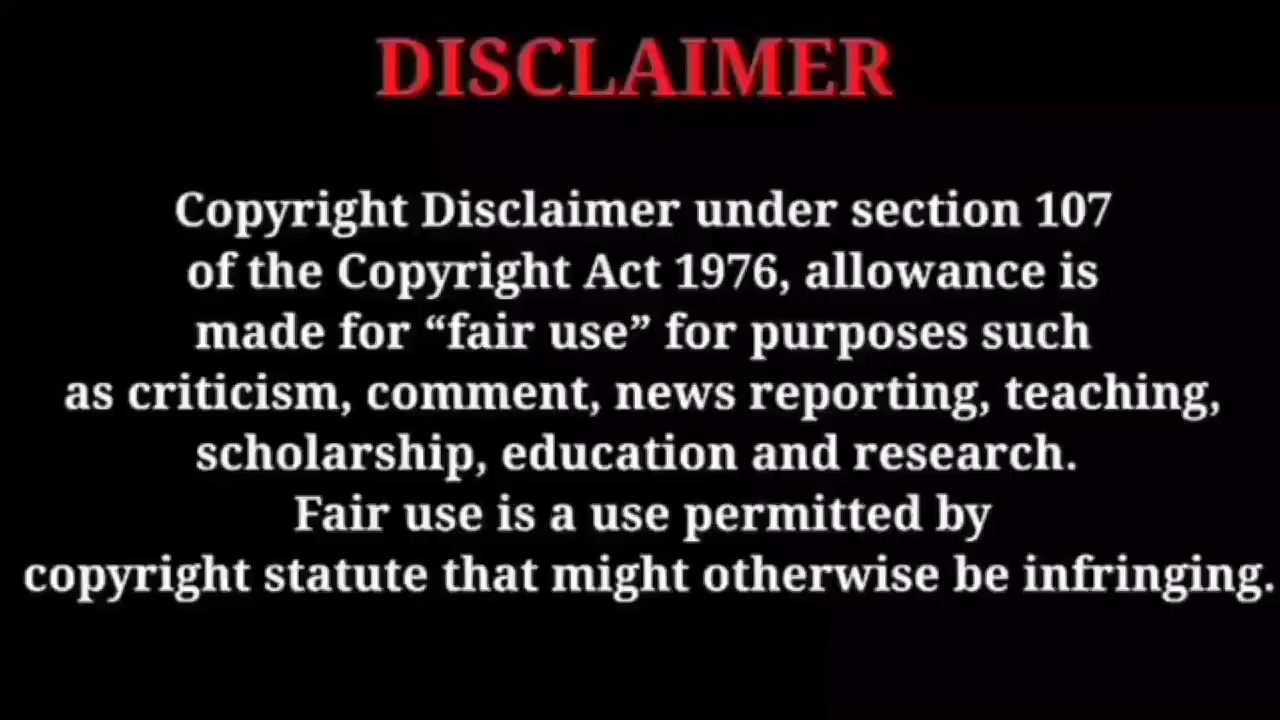 DISCLAIMER
Copyright Disclaimer under section 107
of the Copyright Act 1976, allowance is
made for “fair use” for purposes such
as criticism, comment, news reporting, teaching,
scholarship, education and research.
Fair use is a use permitted by
copyright statute that might otherwise be infringing.